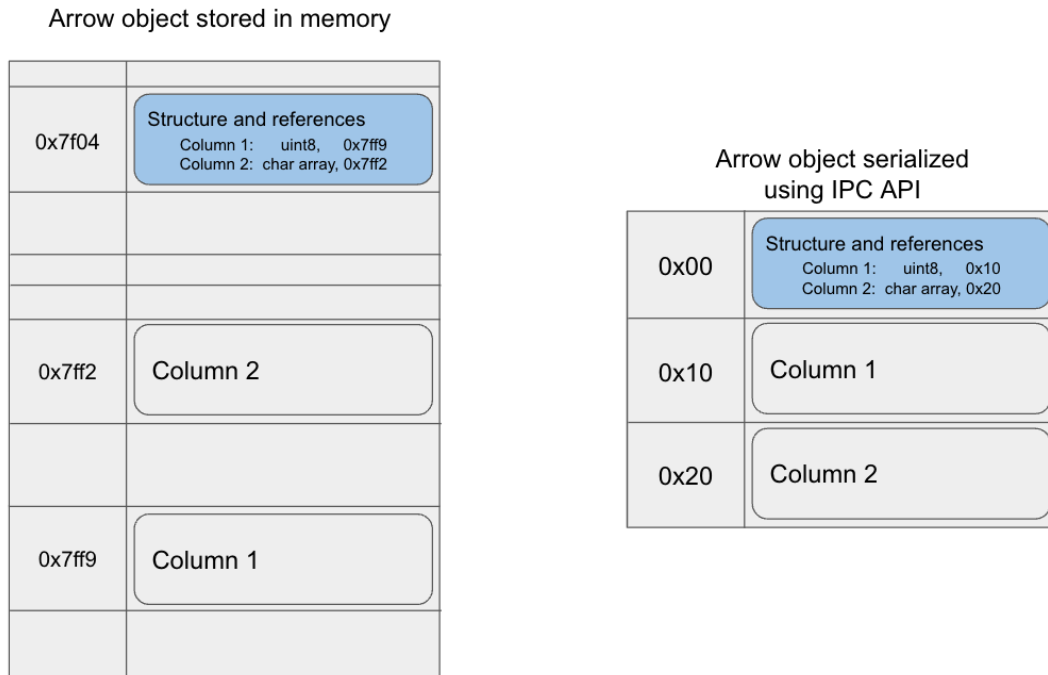 Arrow object stored in memory
0x7f04
Structure and references
Column 1: uint8, 0x7ff9
Column 2: char array, 0x7ff2
0x7ff2
Column 2
0x7ff9
Column 1
Arrow object serialized
using IPC API
0x00
Structure and references
Column 1: uint8, 0x10
Column 2: char array, 0x20
0x10
Column 1
0x20
Column 2